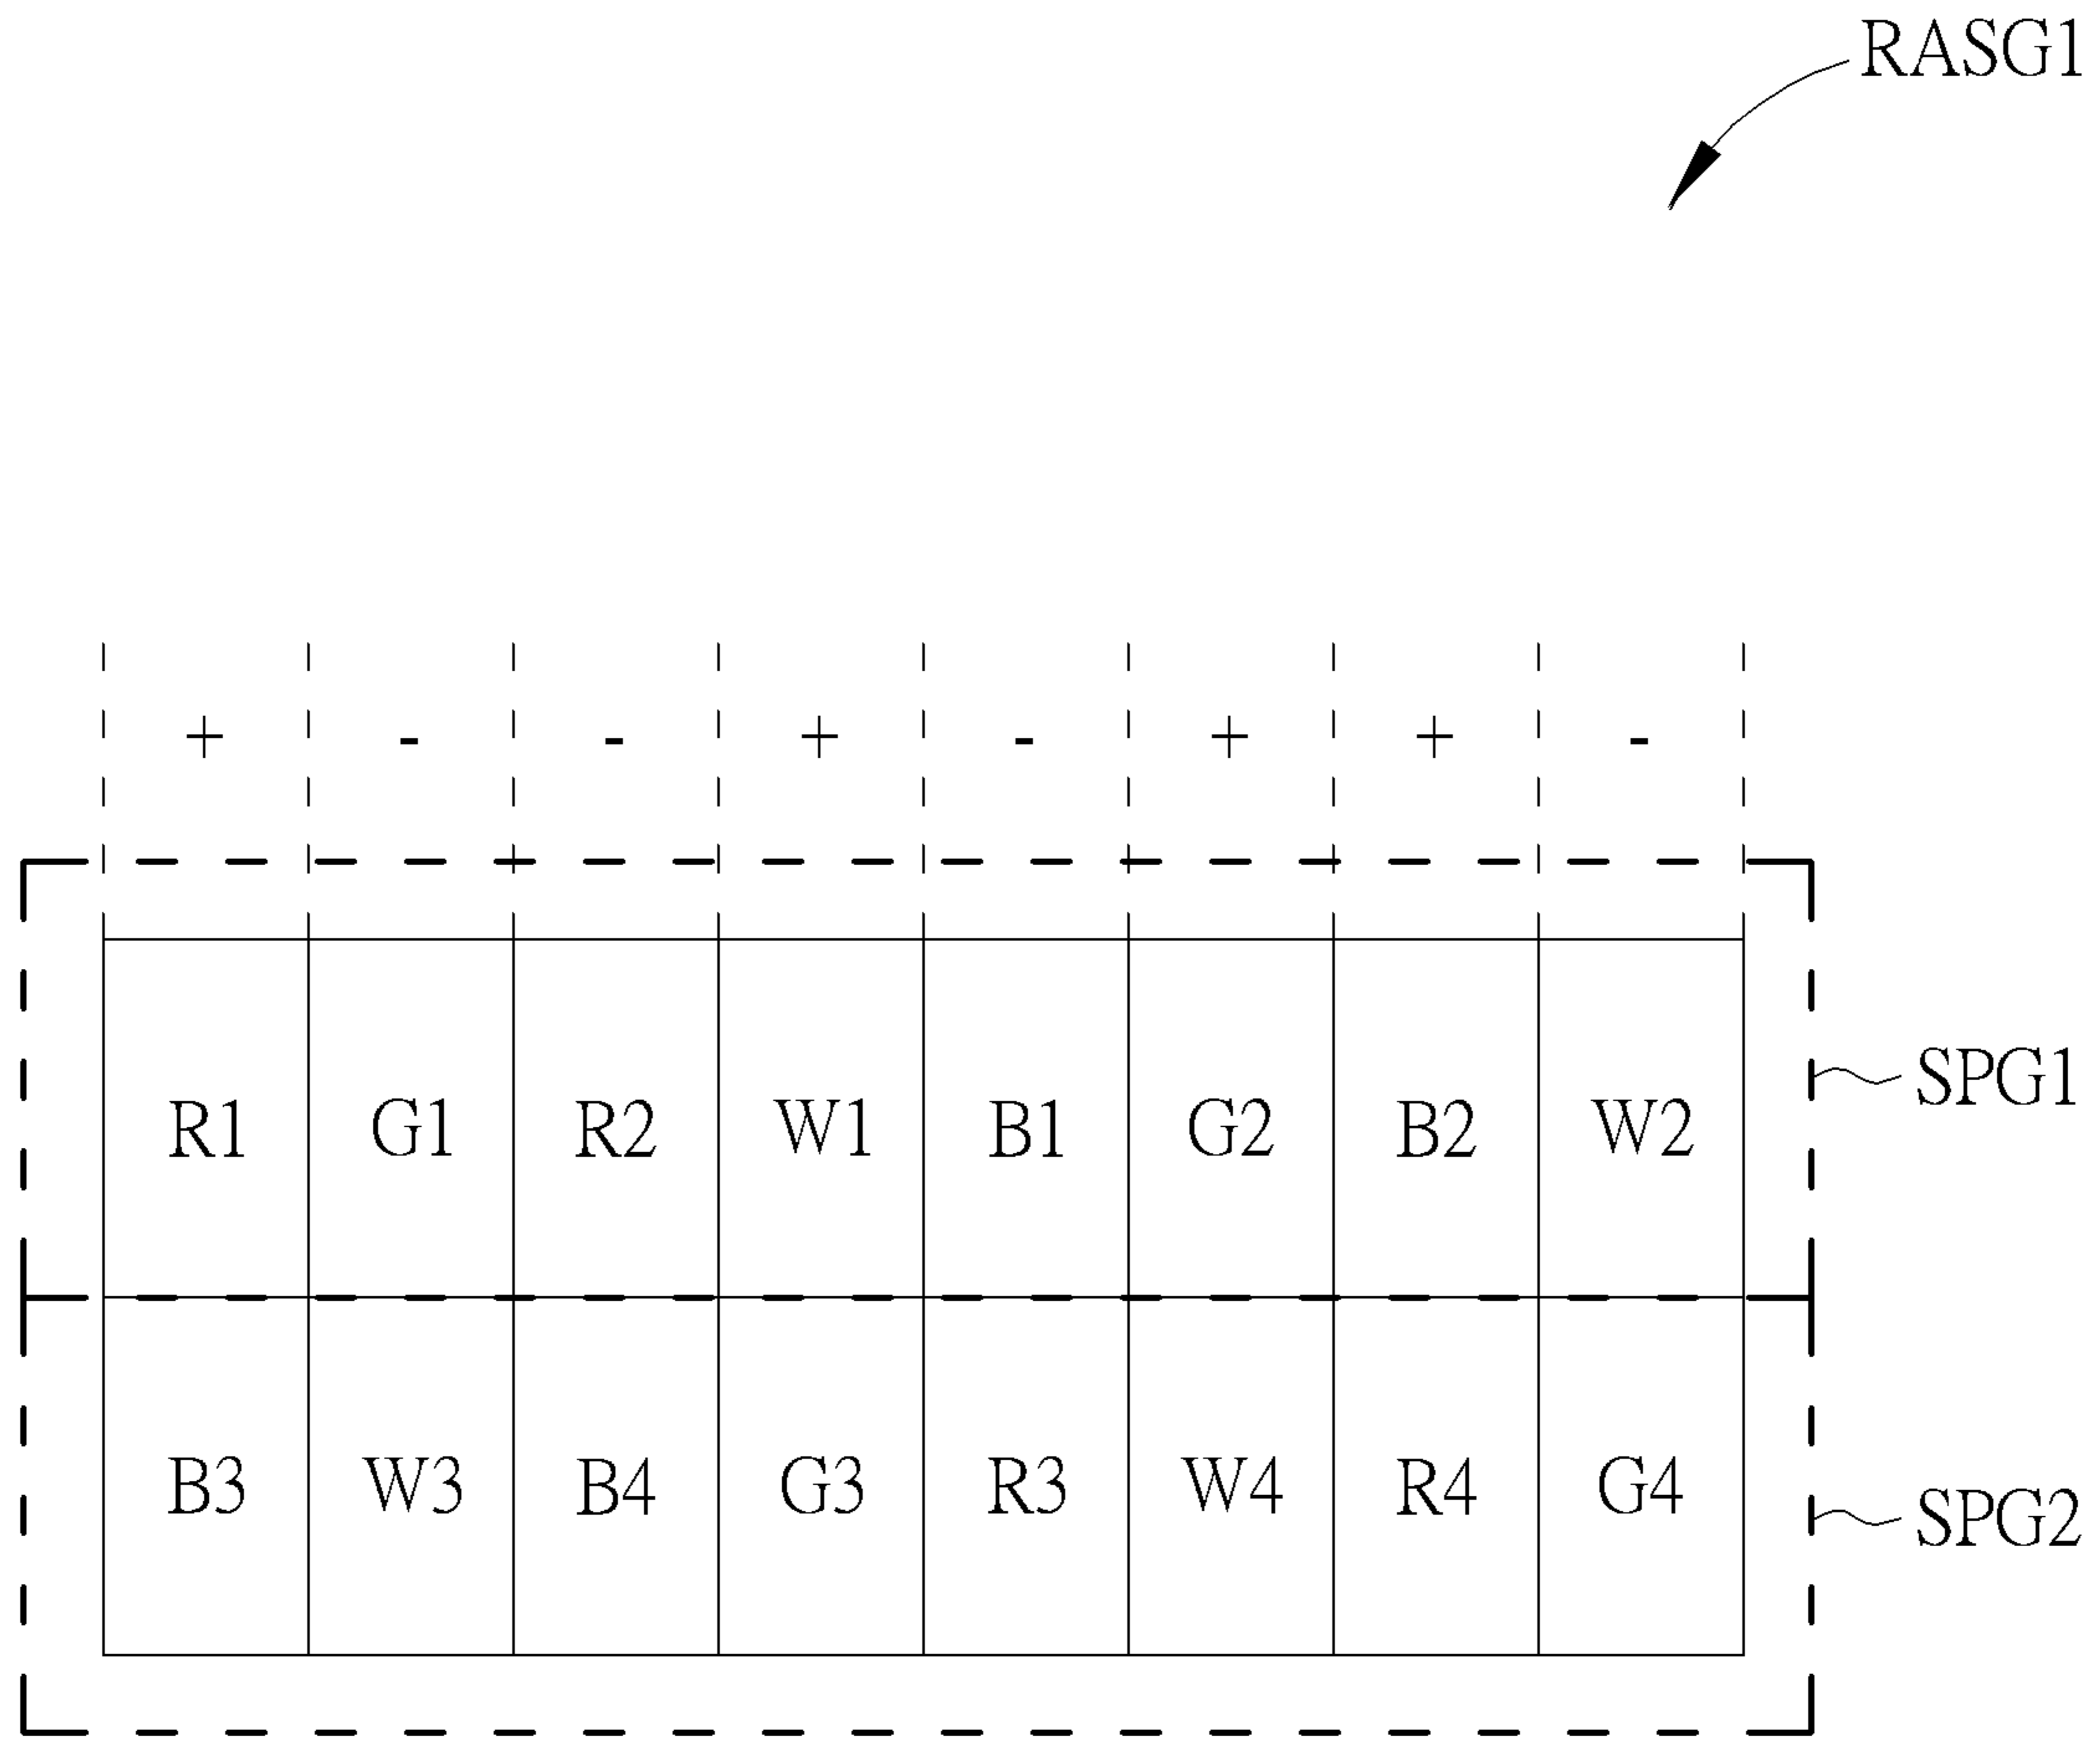 RASG1
+ - - + - + + -
SPG1
R1 G1 R2 W1 B1 G2 B2 W2
B3 W3 B4 G3 R3 W4 R4 G4
SPG2